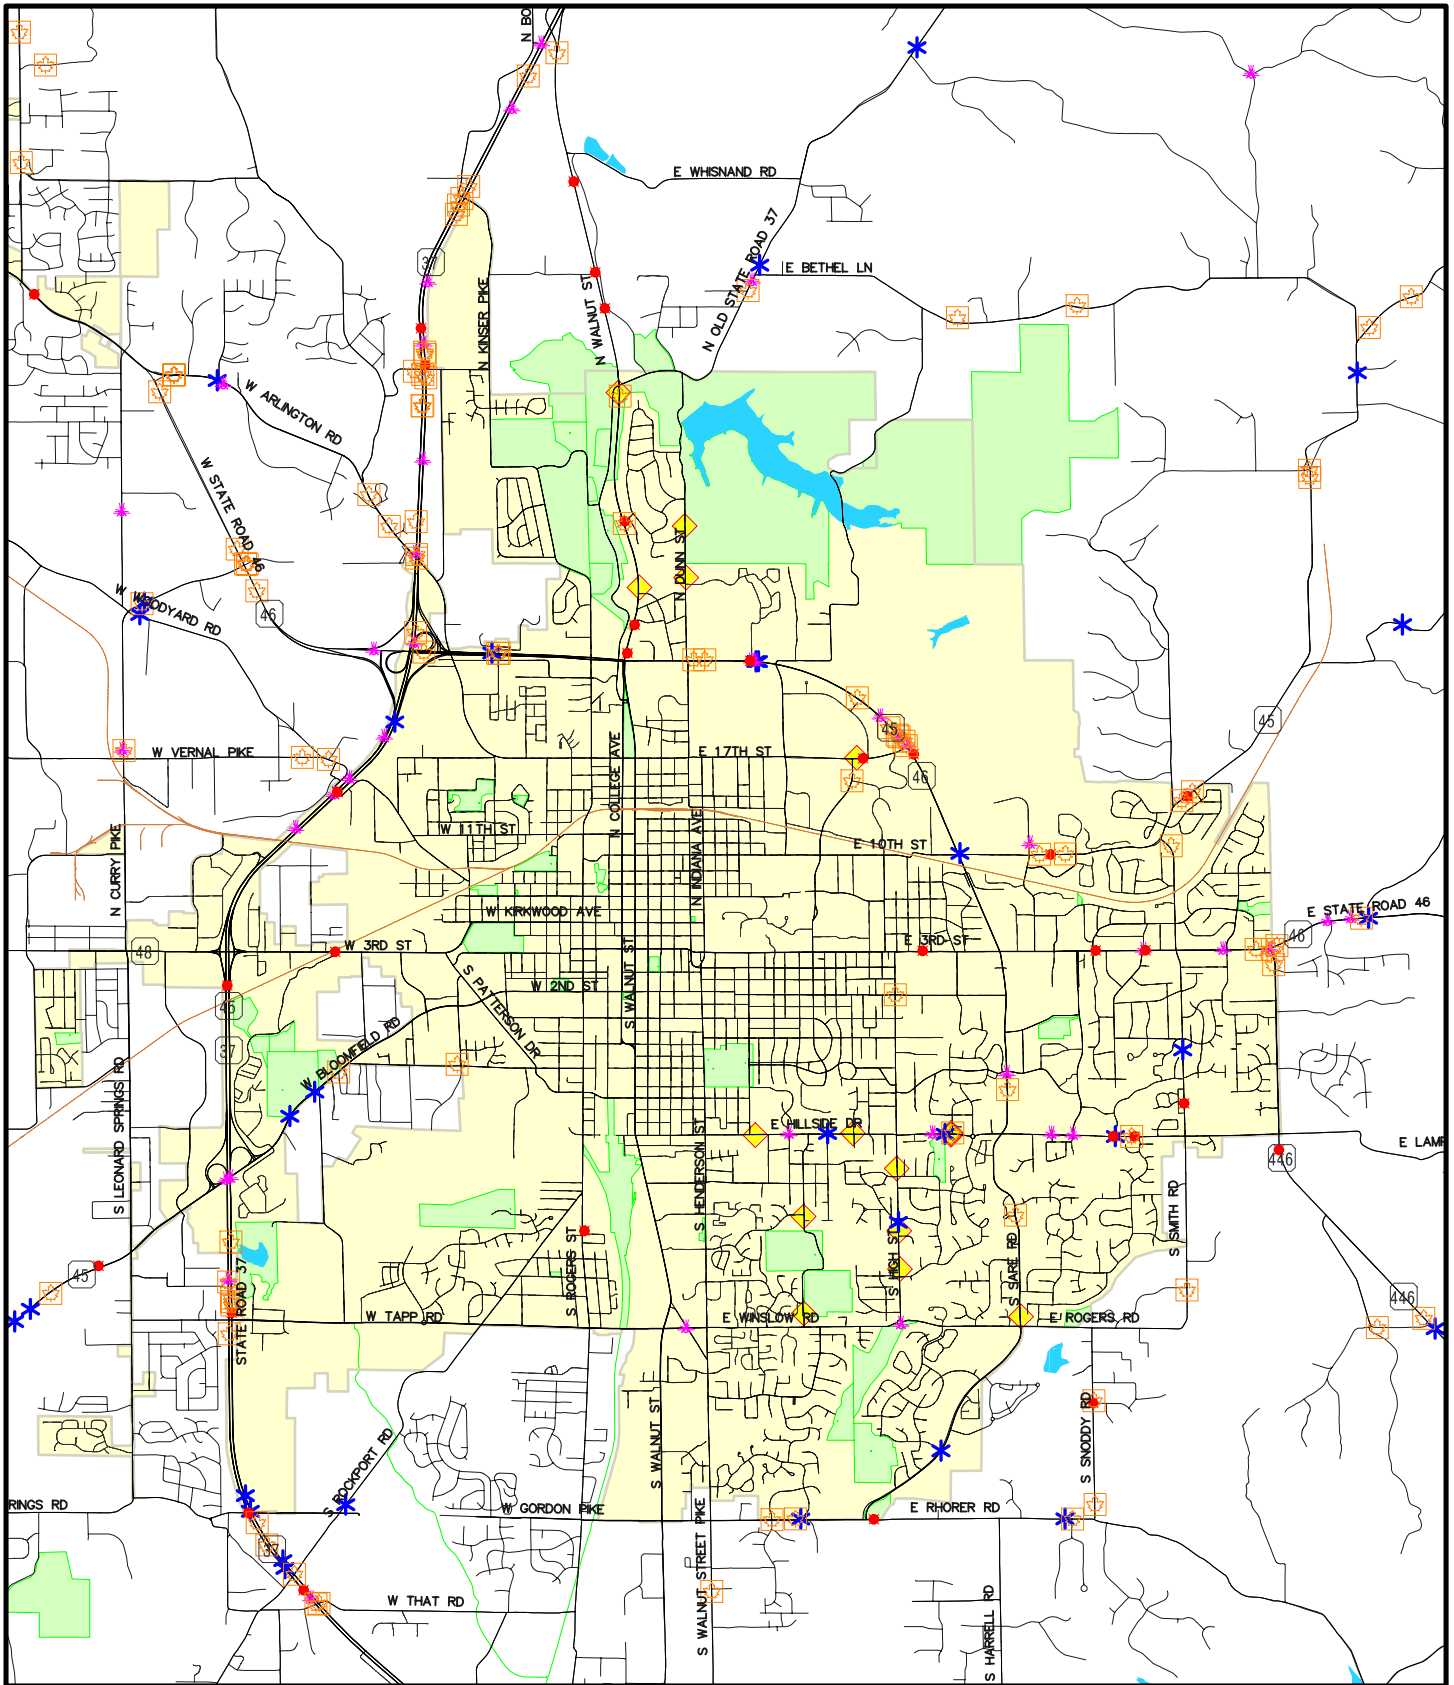 N BO
E WHISNAND RD
N OLD STATE ROAD 37
E BETHEL LN
37
N KINSER PIKE
N WALNUT ST
W ARLINGTON RD
W STATE ROAD 46
N DUNN ST
W WOODYARD RD
46
45
W VERNAL PIKE
N COLLEGE AVE
E 17TH ST
45
46
N CURRY PIKE
W 11TH ST
N INDIANA AVE
E 10TH ST
W KIRKWOOD AVE
E STATE ROAD 46
46
48
W 3RD ST
E 3RD ST
S PATTERSON DR
W 2ND ST
S WALNUT ST
45
37
W BLOOMFIELD RD
S LEONARD SPRINGS RD
S HENDERSON ST
E HILLSIDE DR
E LAMP
446
S SMITH RD
S ROGERS ST
S HIGH ST
S SARE RD
45
STATE ROAD 37
446
W TAPP RD
E WINSLOW RD
E ROGERS RD
S WALNUT ST
S SNODDY RD
S ROCKPORT RD
RINGS RD
W GORDON PIKE
S WALNUT STREET PIKE
E RHORER RD
37
W THAT RD
S HARRELL RD